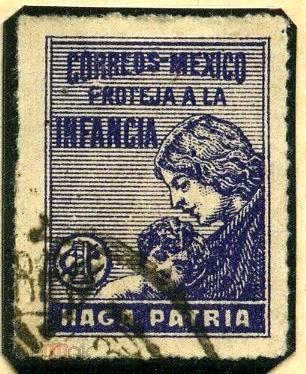 CORREOS-MEXICO
PROTEJA A LA
INFANCIA
HAGA PATRIA